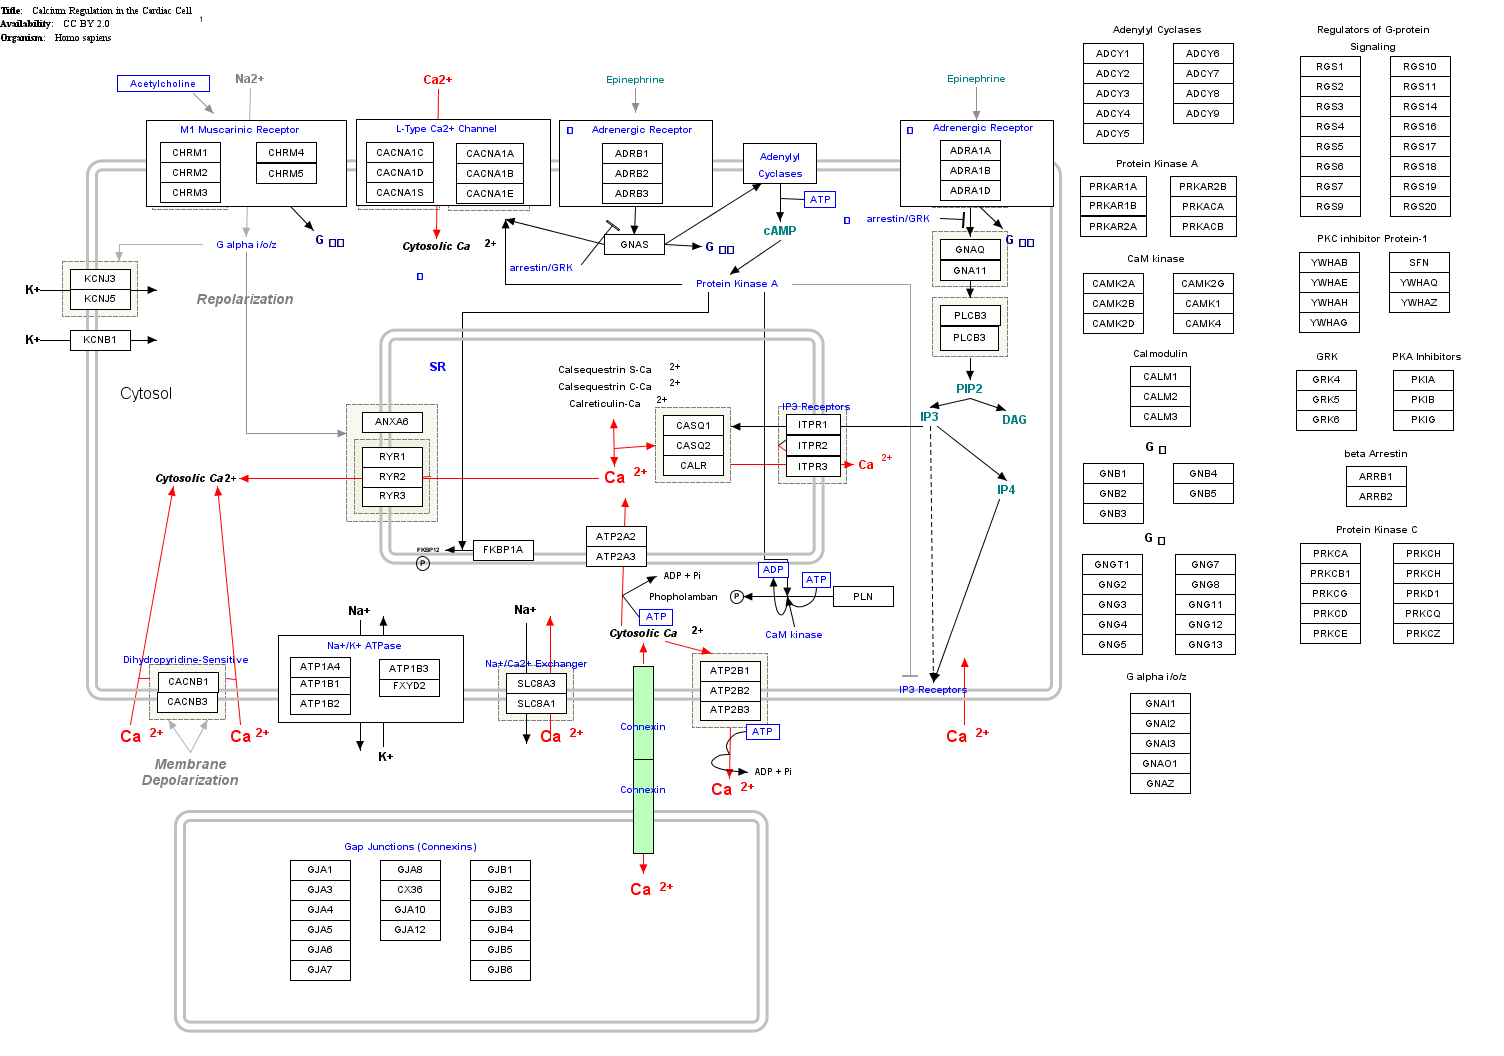 Title: Calcium Regulation in the Cardiac Cell
Availability: CC BY 2.0
Organism: Homo sapiens
1
Acetylcholine
Na2+
Ca2+
Epinephrine
Epinephrine
M1 Muscarinic Receptor
CHRM1
CHRM2
CHRM3
CHRM4
CHRM5
L-Type Ca2+ Channel
CACNA1C
CACNA1D
CACNA1S
CACNA1A
CACNA1B
CACNA1E
Adrenergic Receptor
ADRB1
ADRB2
ADRB3
Adenylyl
Cyclases
ATP
Adrenergic Receptor
ADRA1A
ADRA1B
ADRA1D
G alpha i/o/z
G
Cytosolic Ca 2+
arrestin/GRK
GNAS
G
cAMP
Protein Kinase A
arrestin/GRK
G
GNAQ
GNA11
PLCB3
PLCB3
PIP2
IP3
DAG
IP4
K+
KCNJ3
KCNJ5
K+
KCNB1
Repolarization
Cytosol
SR
Calsequestrin S-Ca 2+
Calsequestrin C-Ca 2+
Calreticulin-Ca 2+
ANXA6
RYR1
RYR2
RYR3
CASQ1
CASQ2
CALR
IP3 Receptors
ITPR1
ITPR2
ITPR3
Ca 2+
Ca 2+
Cytosolic Ca2+
FKBP12
P
FKBP1A
ATP2A2
ATP2A3
ADP + Pi
Phopholamban
ATP
Cytosolic Ca 2+
P
ADP
ATP
PLN
CaM kinase
Dihydropyridine-Sensitive
CACNB1
CACNB3
Ca 2+
Ca 2+
Membrane
Depolarization
Na+
Na+/K+ ATPase
ATP1A4
ATP1B1
ATP1B2
ATP1B3
FXYD2
K+
Na+
Na+/Ca2+ Exchanger
SLC8A3
SLC8A1
Ca 2+
Connexin
Connexin
ATP2B1
ATP2B2
ATP2B3
ATP
ADP + Pi
Ca 2+
IP3 Receptors
Ca 2+
Ca 2+
Gap Junctions (Connexins)
GJA1
GJA3
GJA4
GJA5
GJA6
GJA7
GJA8
CX36
GJA10
GJA12
GJB1
GJB2
GJB3
GJB4
GJB5
GJB6
Adenylyl Cyclases
ADCY1
ADCY2
ADCY3
ADCY4
ADCY5
ADCY6
ADCY7
ADCY8
ADCY9
Protein Kinase A
PRKAR1A
PRKAR1B
PRKAR2A
PRKAR2B
PRKACA
PRKACB
CaM kinase
CAMK2A
CAMK2B
CAMK2D
CAMK2G
CAMK1
CAMK4
Calmodulin
CALM1
CALM2
CALM3
G
GNB1
GNB2
GNB3
GNB4
GNB5
G
GNGT1
GNG2
GNG3
GNG4
GNG5
GNG7
GNG8
GNG11
GNG12
GNG13
G alpha i/o/z
GNAI1
GNAI2
GNAI3
GNAO1
GNAZ
Regulators of G-protein
Signaling
RGS1
RGS2
RGS3
RGS4
RGS5
RGS6
RGS7
RGS9
RGS10
RGS11
RGS14
RGS16
RGS17
RGS18
RGS19
RGS20
PKC inhibitor Protein-1
YWHAB
YWHAE
YWHAH
YWHAG
SFN
YWHAQ
YWHAZ
GRK
GRK4
GRK5
GRK6
PKA Inhibitors
PKIA
PKIB
PKIG
beta Arrestin
ARRB1
ARRB2
Protein Kinase C
PRKCA
PRKCB1
PRKCG
PRKCD
PRKCE
PRKCH
PRKCH
PRKD1
PRKCQ
PRKCZ